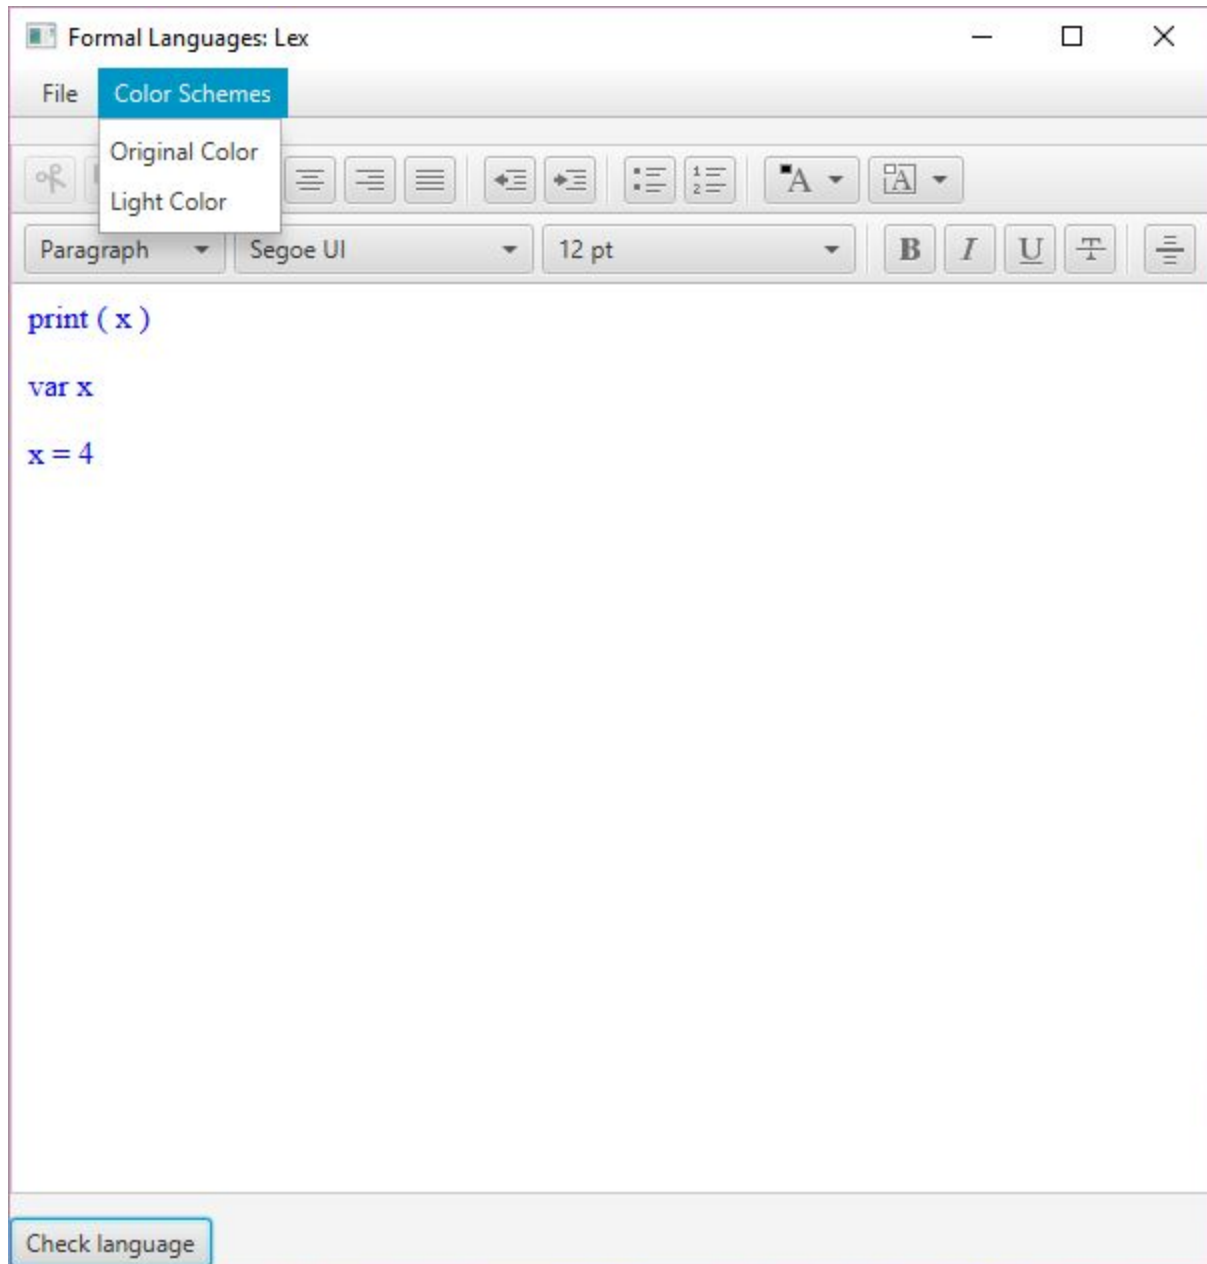 Formal Languages: Lex
File Color Schemes
Original Color
Light Color
Paragraph Segoe UI 12 pt
print ( x )
var x
x = 4
Check language